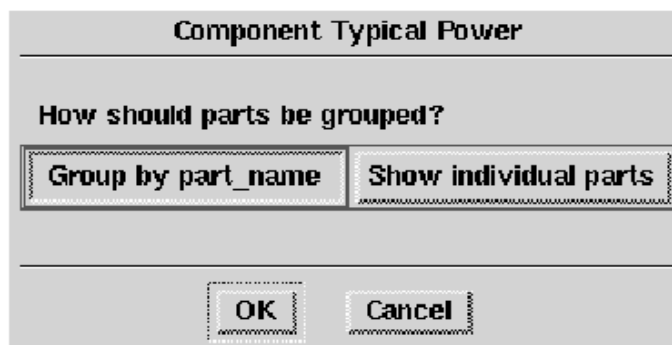 Component Typical Power
How should parts be grouped?
Group by part_name Show individual parts
OK Cancel